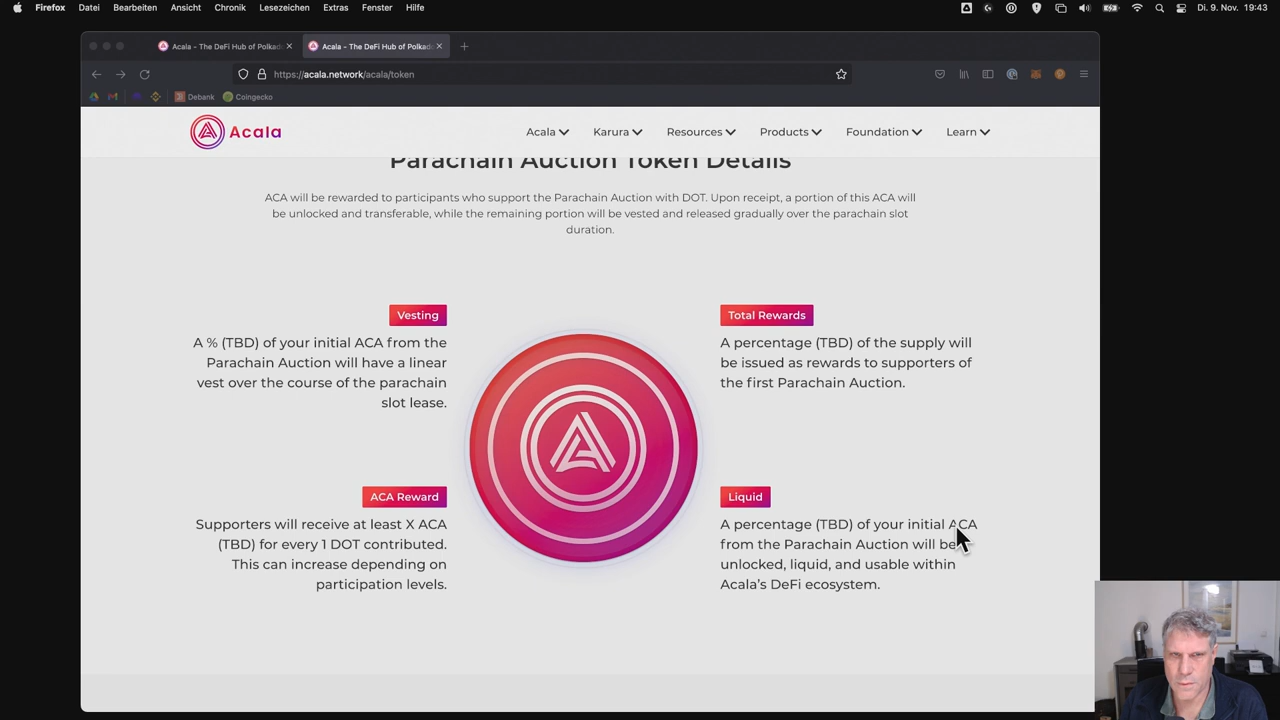 Firefox Datei Bearbeiten Ansicht Chronik Lesezeichen Extras Fenster Hilfe Di. 9. Nov. 19:43
Acala - The DeFi Hub of Polkado Acala - The DeFi Hub of Polkado
https://acala.network/acala/token
Debank Coingecko
Acala Acala Karura Resources Products Foundation Learn
Parachain Auction Token Details
ACA will be rewarded to participants who support the Parachain Auction with DOT. Upon receipt, a portion of this ACA will
be unlocked and transferable, while the remaining portion will be vested and released gradually over the parachain slot
duration.
Vesting
A % (TBD) of your initial ACA from the
Parachain Auction will have a linear
vest over the course of the parachain
slot lease.
Total Rewards
A percentage (TBD) of the supply will
be issued as rewards to supporters of
the first Parachain Auction.
ACA Reward
Supporters will receive at least X ACA
(TBD) for every 1 DOT contributed.
This can increase depending on
participation levels.
Liquid
A percentage (TBD) of your initial ACA
from the Parachain Auction will be
unlocked, liquid, and usable within
Acala's DeFi ecosystem.